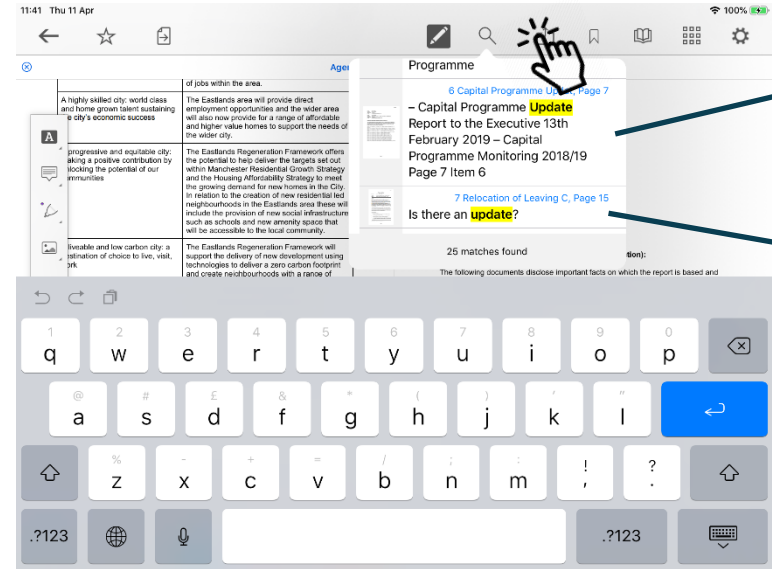 11:41 Thu 11 Apr
100%
Agen
Programme
6 Capital Programme Update, Page 7
– Capital Programme Update
Report to the Executive 13th
February 2019 – Capital
Programme Monitoring 2018/19
Page 7 Item 6
7 Relocation of Leaving C, Page 15
Is there an update?
25 matches found
of jobs within the area.
A highly skilled city: world class
and home grown talent sustaining
e city's economic success
The Eastlands area will provide direct
employment opportunities and the wider area
will also now provide for a range of affordable
and higher value homes to support the needs of
the wider city.
progressive and equitable city:
aking a positive contribution by
locking the potential of our
mmunities
The Eastlands Regeneration Framework offers
the potential to help deliver the targets set out
within Manchester Residential Growth Strategy
and the Housing Affordability Strategy to meet
the growing demand for new homes in the City.
In relation to the creation of new residential led
neighbourhoods in the Eastlands area these will
include the provision of new social infrastructure
such as schools and new amenity space that
will be accessible to the local community.
liveable and low carbon city: a
estination of choice to live, visit,
ork
The Eastlands Regeneration Framework will
support the delivery of new development using
technologies to deliver a zero carbon footprint
and create neighbourhoods with a range of
tion):
The following documents disclose important facts on which the report is based and
A
1 2 3 4 5 6 7 8 9 0
q w e r t y u i o p
@ # £ & * ( ) ' "
a s d f g h j k l
% - + = / ; : ! ?
z x c v b n m , .
.?123 .?123